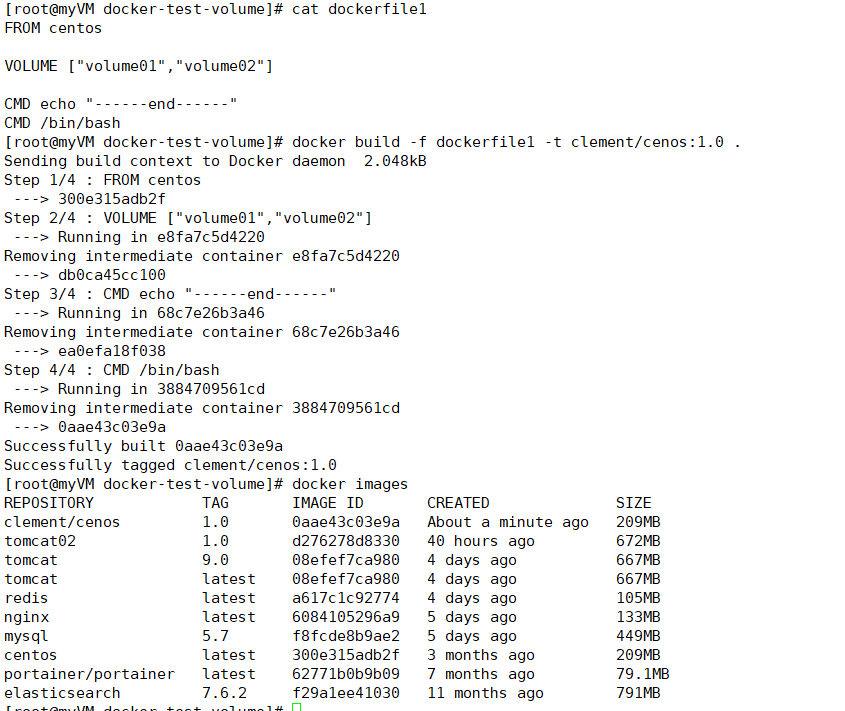 [root@myVM docker-test-volume]# cat dockerfile1
FROM centos
VOLUME ["volume01","volume02"]
CMD echo "------end------"
CMD /bin/bash
[root@myVM docker-test-volume]# docker build -f dockerfile1 -t clement/cenos:1.0 .
Sending build context to Docker daemon  2.048kB
Step 1/4 : FROM centos
 ---> 300e315adb2f
Step 2/4 : VOLUME ["volume01","volume02"]
 ---> Running in e8fa7c5d4220
Removing intermediate container e8fa7c5d4220
 ---> db0ca45cc100
Step 3/4 : CMD echo "------end------"
 ---> Running in 68c7e26b3a46
Removing intermediate container 68c7e26b3a46
 ---> ea0efa18f038
Step 4/4 : CMD /bin/bash
 ---> Running in 3884709561cd
Removing intermediate container 3884709561cd
 ---> 0aae43c03e9a
Successfully built 0aae43c03e9a
Successfully tagged clement/cenos:1.0
[root@myVM docker-test-volume]# docker images
REPOSITORY            TAG       IMAGE ID       CREATED              SIZE
clement/cenos         1.0       0aae43c03e9a   About a minute ago   209MB
tomcat02              1.0       d276278d8330   40 hours ago         672MB
tomcat                9.0       08efef7ca980   4 days ago           667MB
tomcat                latest    08efef7ca980   4 days ago           667MB
redis                 latest    a617c1c92774   4 days ago           105MB
nginx                 latest    6084105296a9   5 days ago           133MB
mysql                 5.7       f8fcde8b9ae2   5 days ago           449MB
centos                latest    300e315adb2f   3 months ago         209MB
portainer/portainer   latest    62771b0b9b09   7 months ago         79.1MB
elasticsearch         7.6.2     f29a1ee41030   11 months ago        791MB
[root@myVM docker-test-volume]#